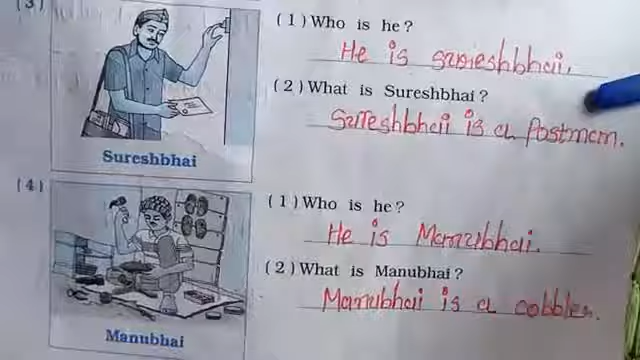 (3)
(1) Who is he?
He is sureshbhai.
(2) What is Sureshbhai?
Sureshbhai is a Postman.
Sureshbhai
(4)
(1) Who is he?
He is Manubhai.
(2) What is Manubhai?
Manubhai is a cobbler.
Manubhai